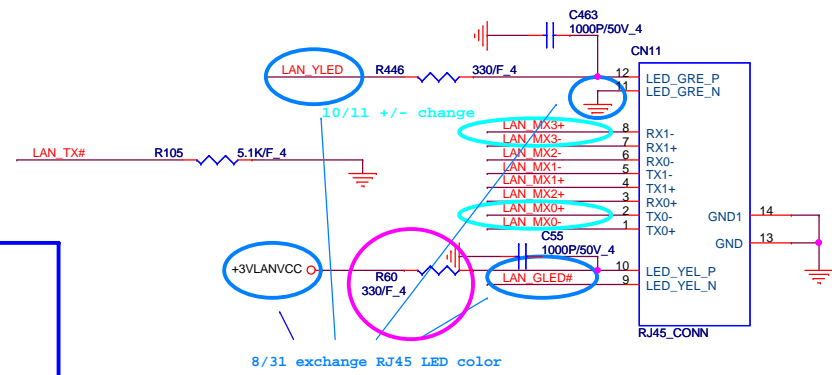 C463
1000P/50V_4
CN11
LAN_YLED R446 330/F_4 12 LED_GRE_P
11 LED_GRE_N
10/11 +/- change
LAN_MX3+ 8 RX1-
LAN_MX3- 7 RX1+
LAN_MX2- 6 RX0-
LAN_MX1- 5 TX1-
LAN_MX1+ 4 TX1+
LAN_MX2+ 3 RX0+
LAN_MX0+ 2 TX0-
LAN_MX0- 1 TX0+
LAN_TX# R105 5.1K/F_4
GND1 14
GND 13
C55
1000P/50V_4
+3VLANVCC R60 10 LED_YEL_P
330/F_4 LAN_GLED# 9 LED_YEL_N
RJ45_CONN
8/31 exchange RJ45 LED color